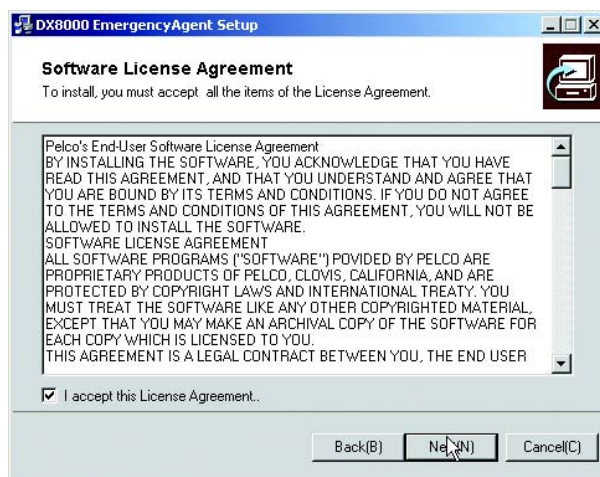 DX8000 EmergencyAgent Setup
Software License Agreement
To install, you must accept all the items of the License Agreement.
Pelco's End-User Software License Agreement
BY INSTALLING THE SOFTWARE, YOU ACKNOWLEDGE THAT YOU HAVE
READ THIS AGREEMENT, AND THAT YOU UNDERSTAND AND AGREE THAT
YOU ARE BOUND BY ITS TERMS AND CONDITIONS. IF YOU DO NOT AGREE
TO THE TERMS AND CONDITIONS OF THIS AGREEMENT, YOU WILL NOT BE
ALLOWED TO INSTALL THE SOFTWARE.
SOFTWARE LICENSE AGREEMENT
ALL SOFTWARE PROGRAMS ("SOFTWARE") POVIDED BY PELCO ARE
PROPRIETARY PRODUCTS OF PELCO, CLOVIS, CALIFORNIA, AND ARE
PROTECTED BY COPYRIGHT LAWS AND INTERNATIONAL TREATY. YOU
MUST TREAT THE SOFTWARE LIKE ANY OTHER COPYRIGHTED MATERIAL,
EXCEPT THAT YOU MAY MAKE AN ARCHIVAL COPY OF THE SOFTWARE FOR
EACH COPY WHICH IS LICENSED TO YOU.
THIS AGREEMENT IS A LEGAL CONTRACT BETWEEN YOU, THE END USER
I accept this License Agreement..
Back(B) Next(N) Cancel(C)